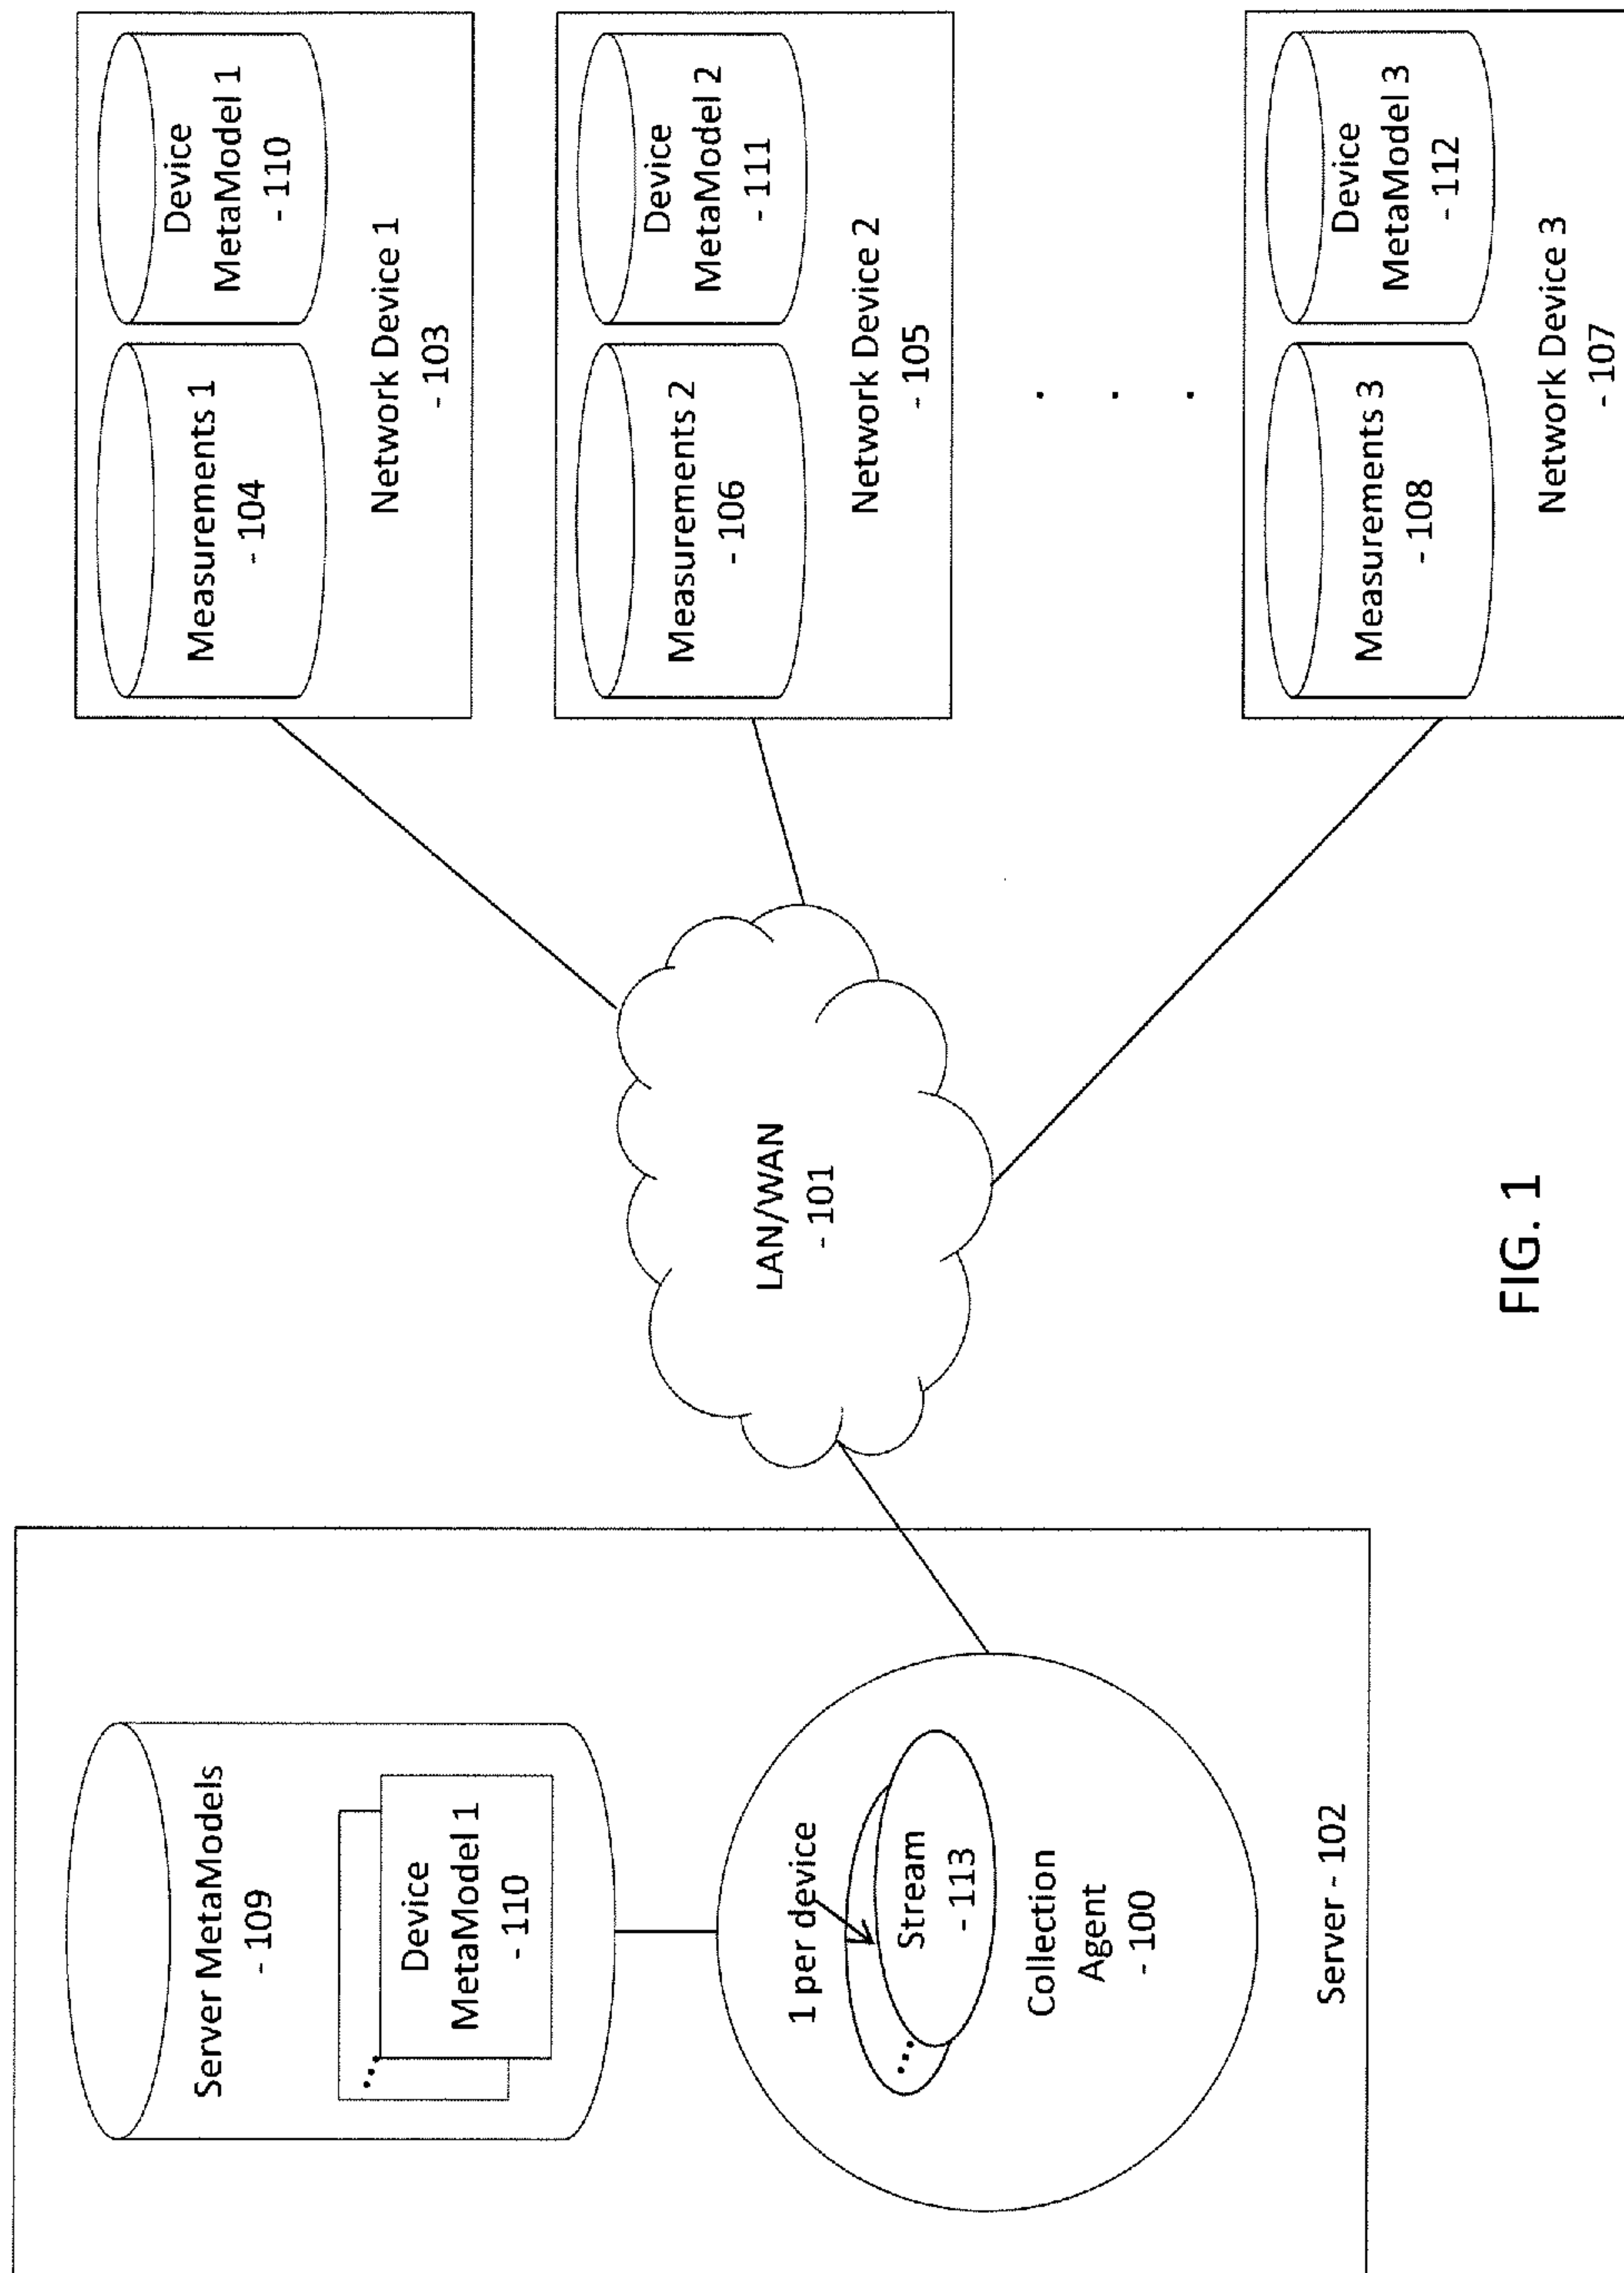 Server MetaModels
- 109
Device
MetaModel 1
- 110
1 per device
...
Stream
- 113
Collection
Agent
- 100
Server - 102
LAN/WAN
- 101
Measurements 1
- 104
Device
MetaModel 1
- 110
Network Device 1
- 103
Measurements 2
- 106
Device
MetaModel 2
- 111
Network Device 2
- 105
. . .
Measurements 3
- 108
Device
MetaModel 3
- 112
Network Device 3
- 107
FIG. 1